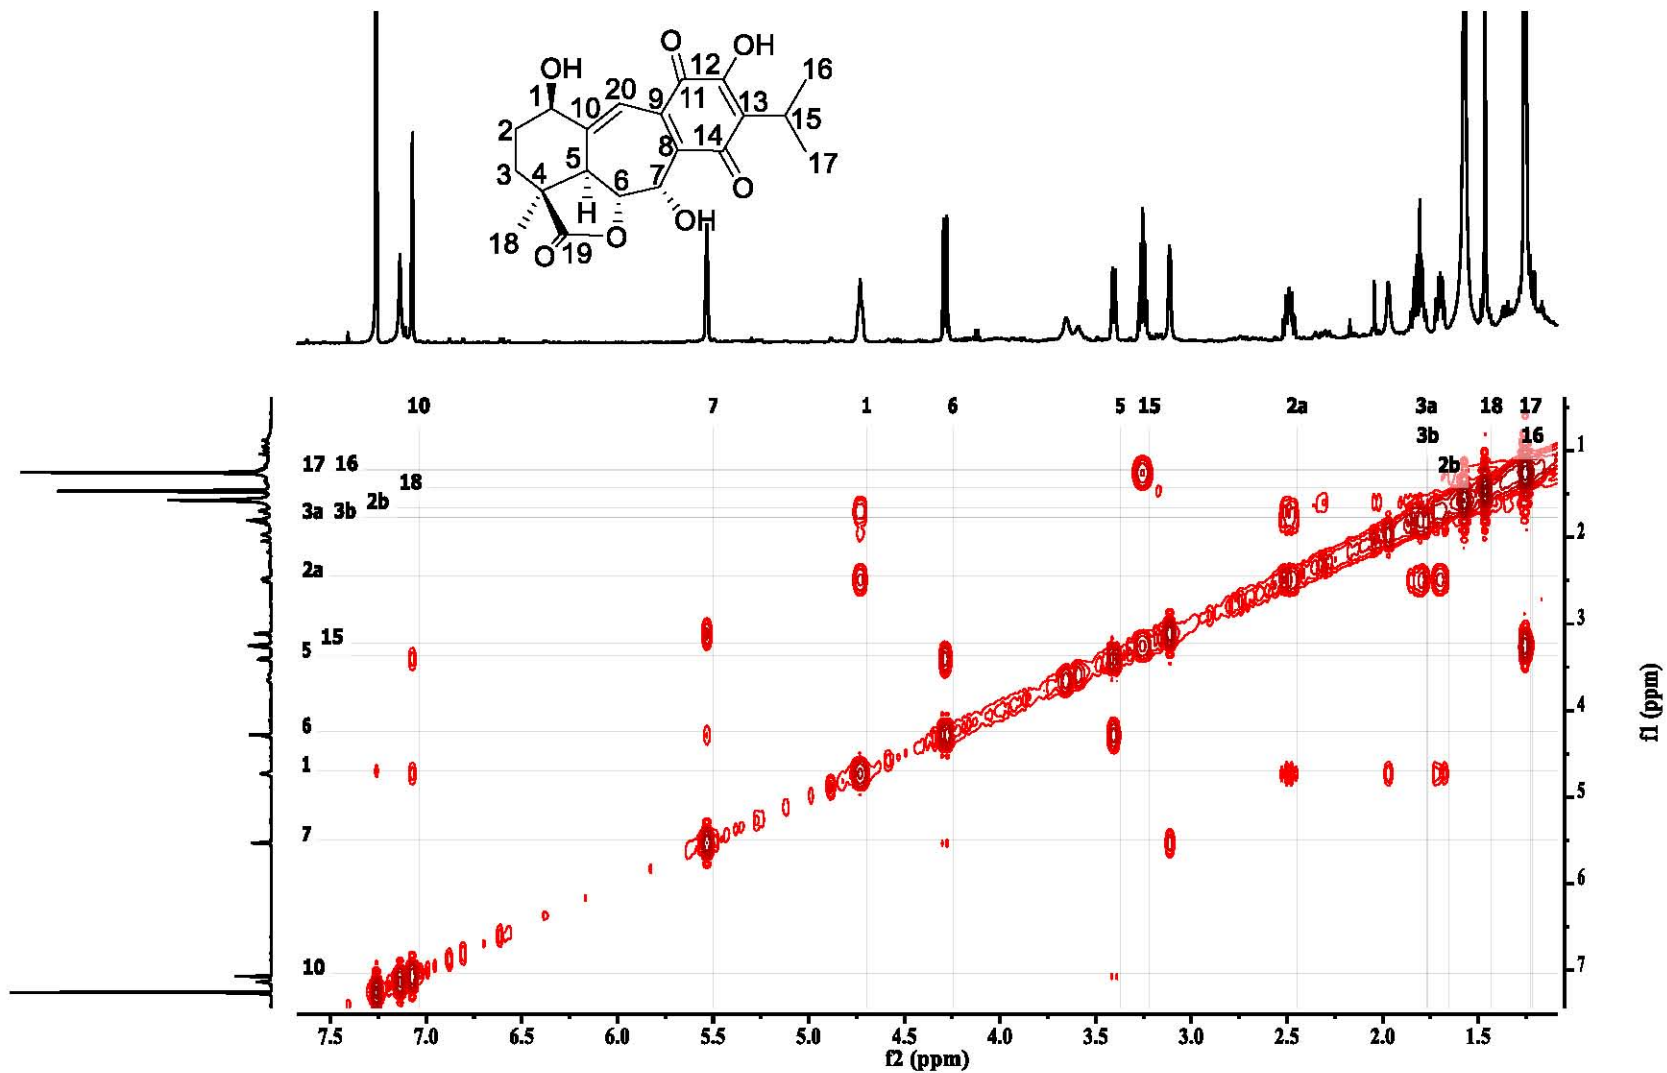 O OH
12 16
OH
20
1 10 9 11 13
2 15
14
8
5 17
3 4 6 7
O
H OH
18 O
O 19
10 7 1 6 5 15 2a 3a 18 17
3b 16
2b
17 16
18
2b
3a 3b
2a
15
5
6
1
7
10
1
2
3
4
5
6
7
f1 (ppm)
7.5 7.0 6.5 6.0 5.5 5.0 4.5 4.0 3.5 3.0 2.5 2.0 1.5
f2 (ppm)